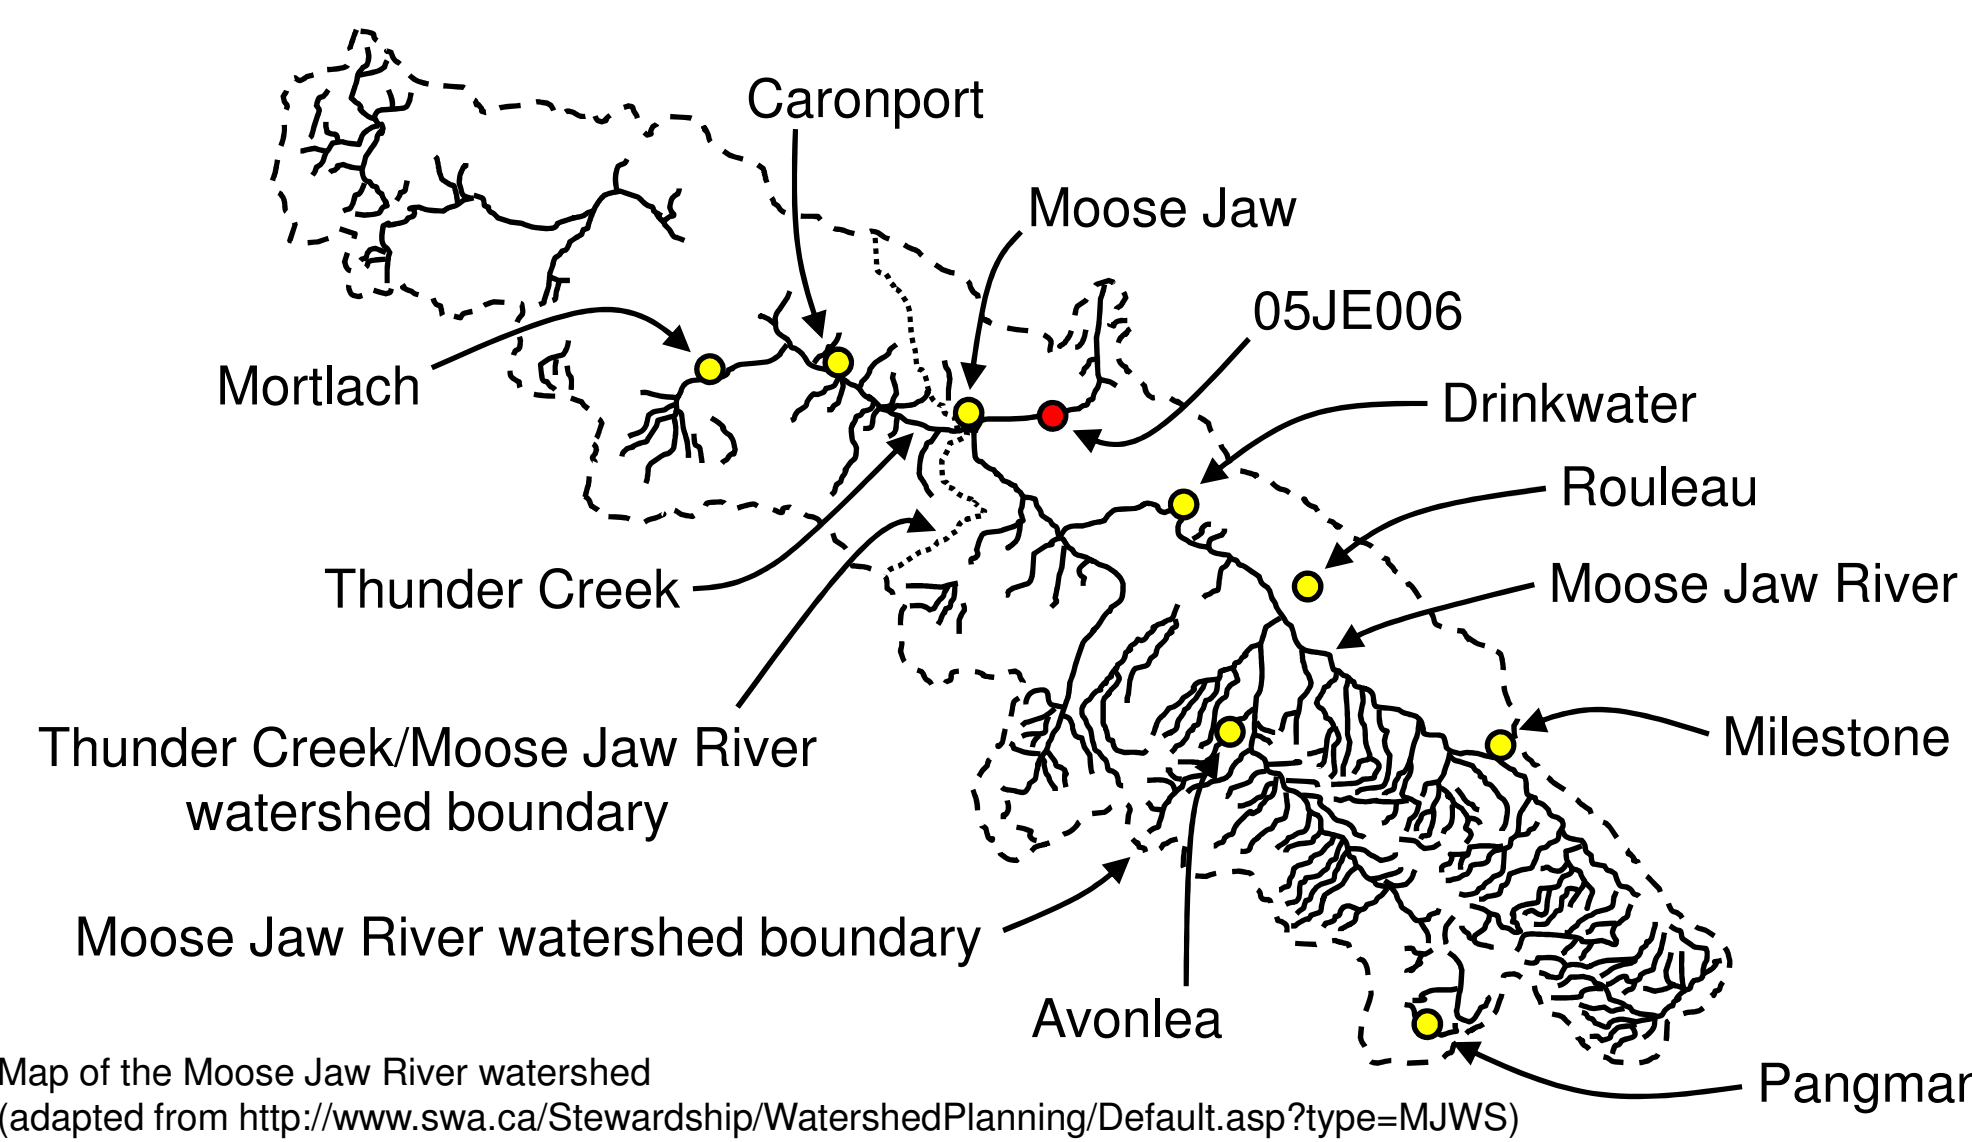 Caronport
Moose Jaw
05JE006
Mortlach
Drinkwater
Rouleau
Thunder Creek
Moose Jaw River
Thunder Creek/Moose Jaw River
watershed boundary
Milestone
Moose Jaw River watershed boundary
Avonlea
Pangman
Map of the Moose Jaw River watershed
(adapted from http://www.swa.ca/Stewardship/WatershedPlanning/Default.asp?type=MJWS)